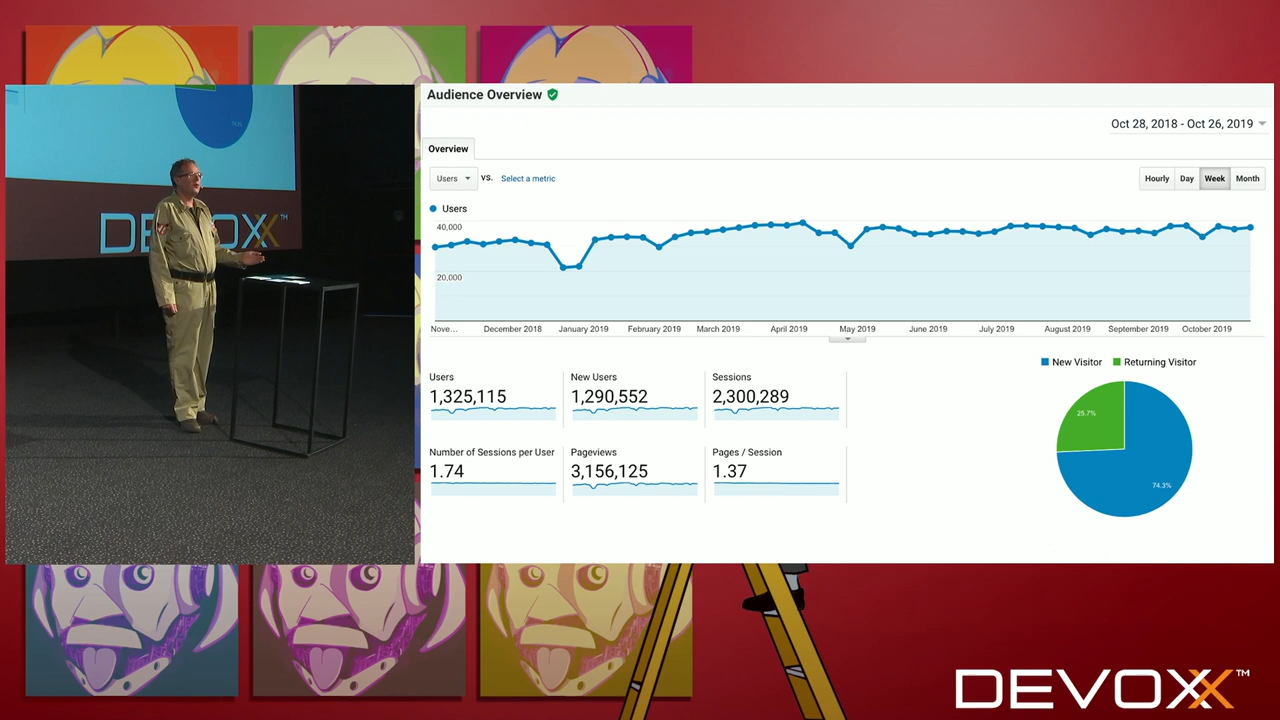 DEVOXX™
Audience Overview
Oct 28, 2018 - Oct 26, 2019
Overview
Users
VS.
Select a metric
Hourly
Day
Week
Month
Users
40,000
20,000
Nove…
December 2018
January 2019
February 2019
March 2019
April 2019
May 2019
June 2019
July 2019
August 2019
September 2019
October 2019
New Visitor
Returning Visitor
Users
New Users
Sessions
1,325,115
1,290,552
2,300,289
25.7%
74.3%
Number of Sessions per User
Pageviews
Pages / Session
1.74
3,156,125
1.37
DEVOXX™